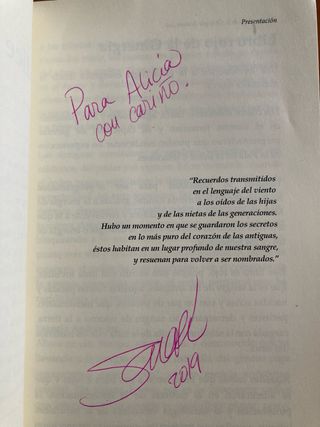 Presentación
Para Alicia
con cariño.
“Recuerdos transmitidos
en el lenguaje del viento
a los oídos de las hijas
y de las nietas de las generaciones.
Hubo un momento en que se guardaron los secretos
en lo más puro del corazón de las antiguas,
éstos habitan en un lugar profundo de nuestra sangre,
y resuenan para volver a ser nombrados.”
2019